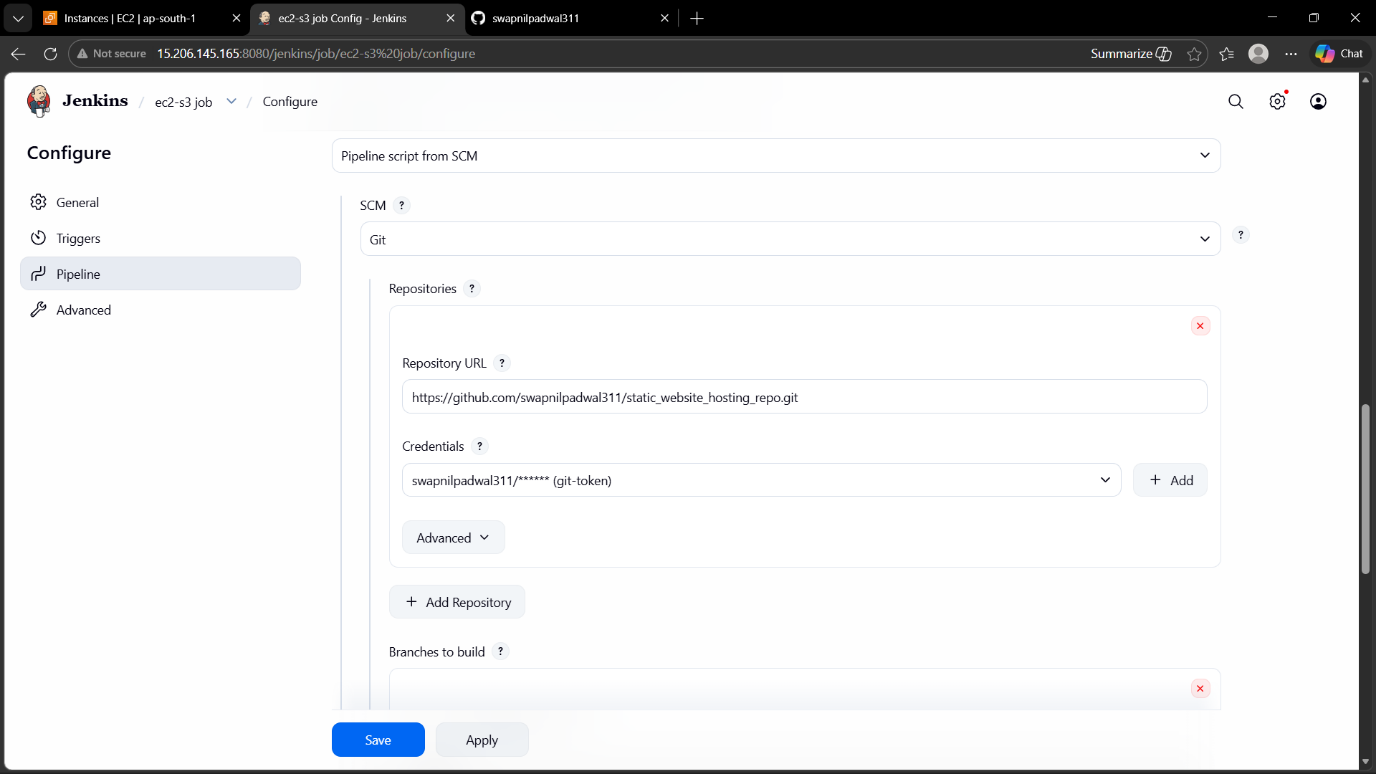 Instances | EC2 | ap-south-1
ec2-s3 job Config - Jenkins
swapnilpadwal311
Not secure
15.206.145.165:8080/jenkins/job/ec2-s3%20job/configure
Summarize
Chat
Jenkins / ec2-s3 job / Configure
Configure
General
Triggers
Pipeline
Advanced
Pipeline script from SCM
SCM ?
Git
?
Repositories ?
Repository URL ?
https://github.com/swapnilpadwal311/static_website_hosting_repo.git
Credentials ?
swapnilpadwal311/****** (git-token)
+ Add
Advanced
+ Add Repository
Branches to build ?
Save
Apply